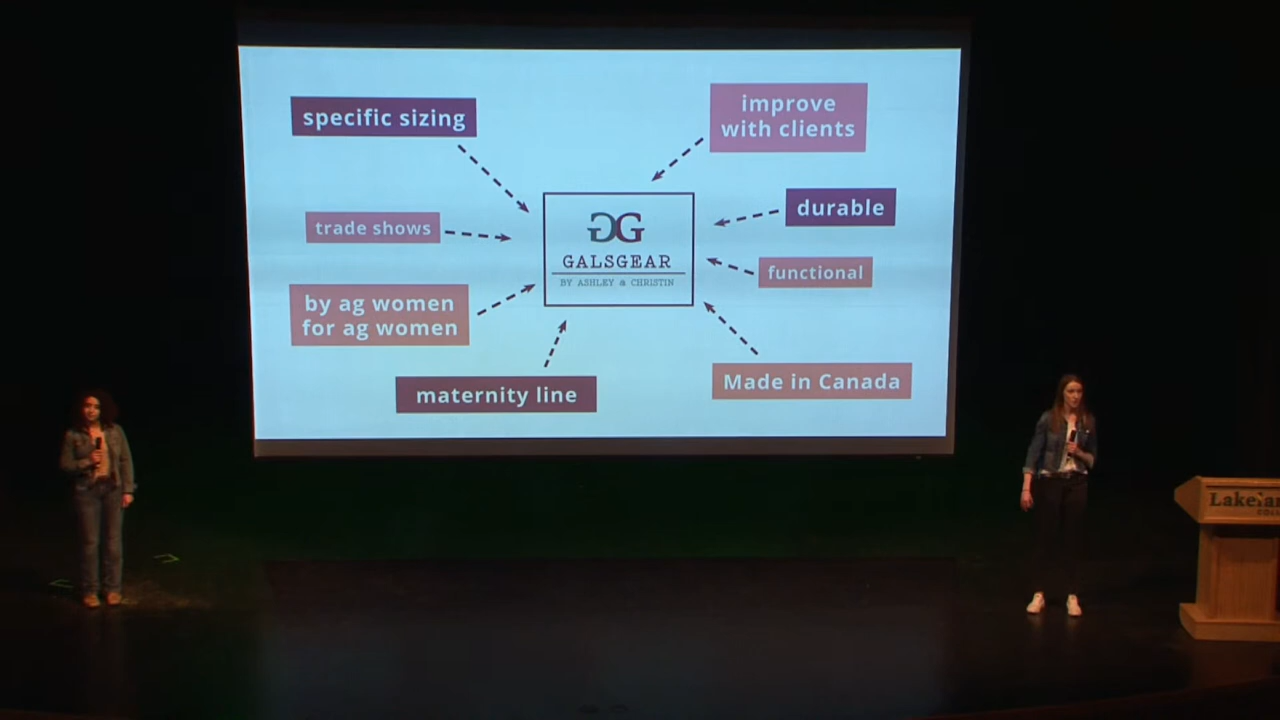 specific sizing
improve
with clients
durable
trade shows
GG
GALSGEAR
BY ASHLEY & CHRISTIN
functional
by ag women
for ag women
maternity line
Made in Canada